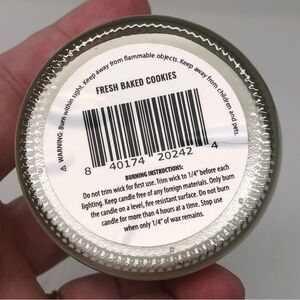 ⚠ WARNING: Burn within sight. Keep away from flammable objects. Keep away from children and pets.
FRESH BAKED COOKIES
8 40174 20242 4
BURNING INSTRUCTIONS:
Do not trim wick for first use. Trim wick to 1/4" before each
lighting. Keep candle free of any foreign materials. Only burn
the candle on a level, fire resistant surface. Do not burn
candle for more than 4 hours at a time. Stop use
when only 1/4" of wax remains.